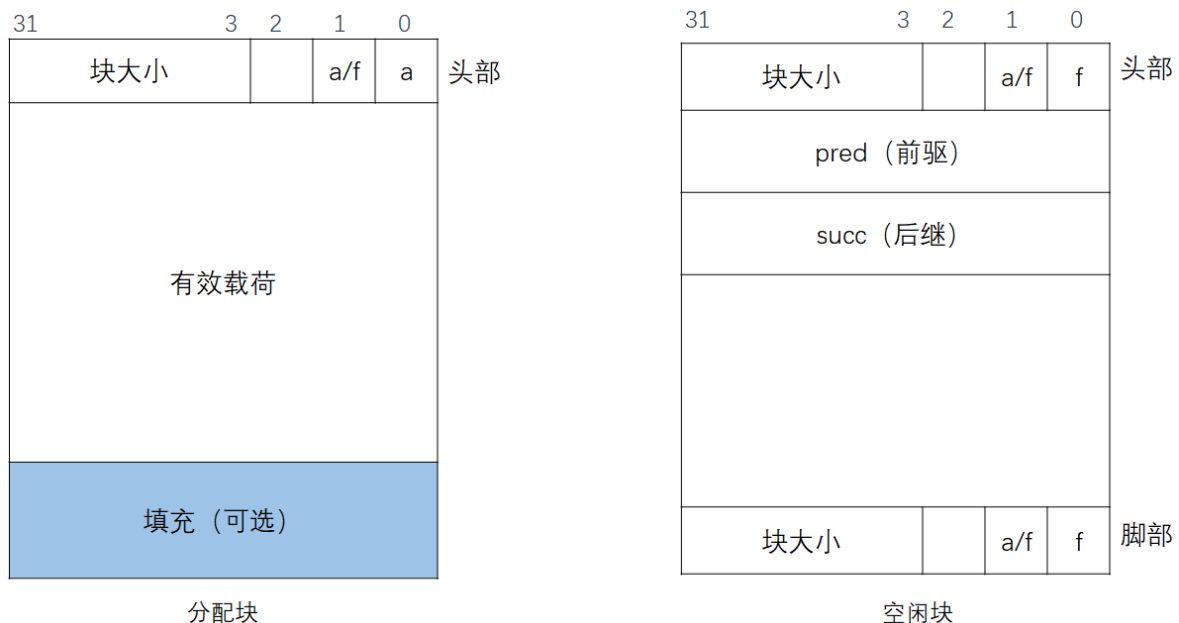 31 3 2 1 0
块大小 a/f a 头部
有效载荷
填充（可选）
分配块
31 3 2 1 0
块大小 a/f f 头部
pred（前驱）
succ（后继）
块大小 a/f f 脚部
空闲块